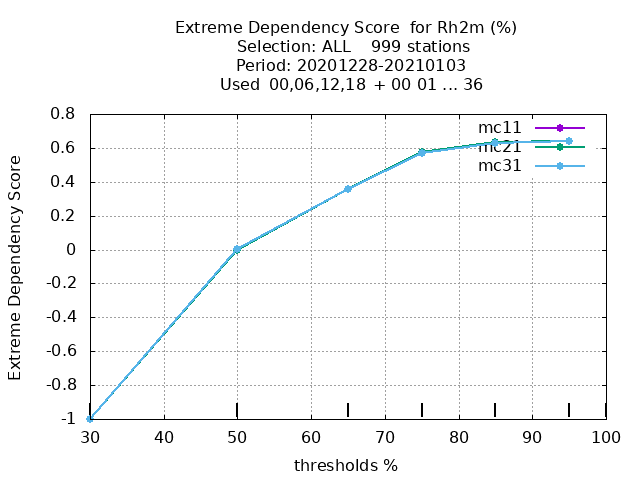 Extreme Dependency Score  for Rh2m (%)
Selection: ALL    999 stations
Period: 20201228-20210103
Used  00,06,12,18  + 00 01 ... 36
0.8
0.6
0.4
0.2
0
-0.2
-0.4
-0.6
-0.8
-1
Extreme Dependency Score
mc11
mc21
mc31
30 40 50 60 70 80 90 100
thresholds %